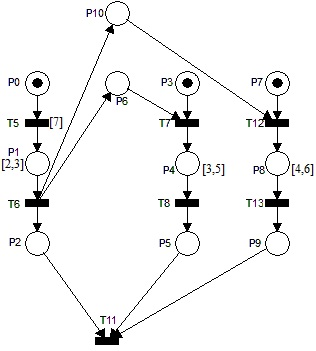 P10
P0
P6
P3
P7
T5 [7]
T7
T12
P1
[2,3]
P4 [3,5]
P8 [4,6]
T6
T8
T13
P2
P5
P9
T11